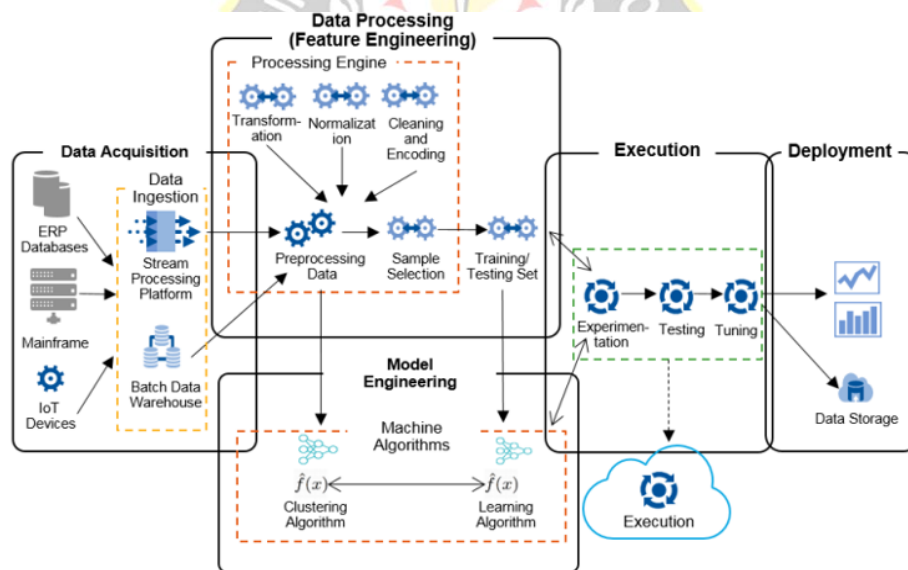 Data Processing
(Feature Engineering)
Processing Engine
Transform-
ation
Normalizat
ion
Cleaning
and
Encoding
Data Acquisition
Data
Ingestion
ERP
Databases
Stream
Processing
Platform
Mainframe
IoT
Devices
Batch Data
Warehouse
Preprocessing
Data
Sample
Selection
Training/
Testing Set
Execution
Experimen-
tation
Testing
Tuning
Deployment
Data Storage
Model
Engineering
Machine
Algorithms
f̂(x)
Clustering
Algorithm
f̂(x)
Learning
Algorithm
Execution